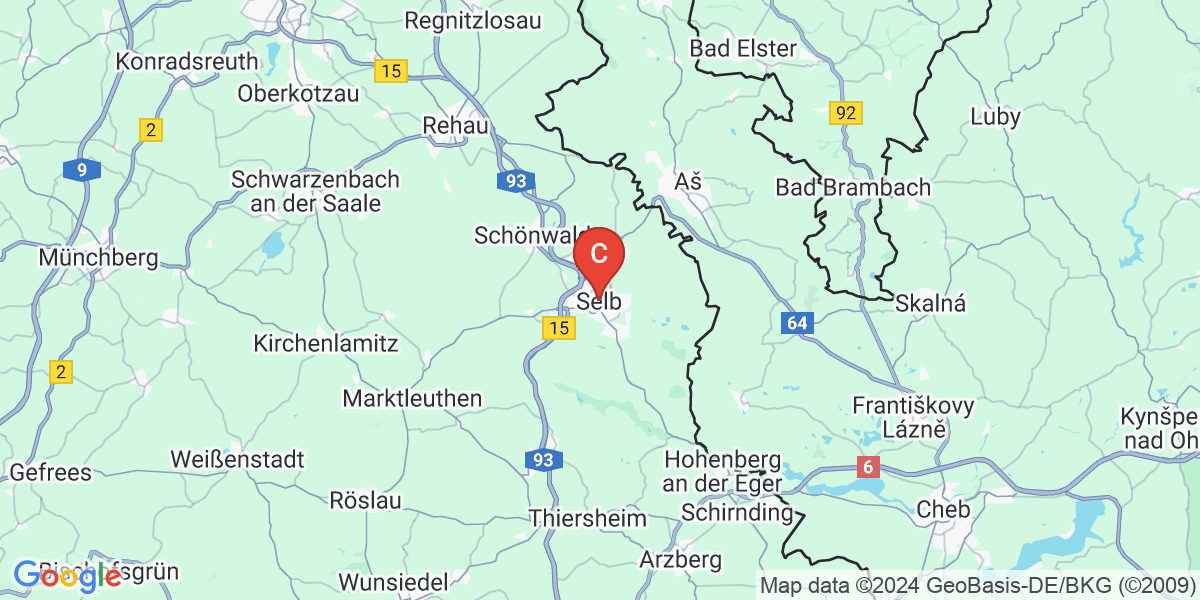 Regnitzlosau
Bad Elster
Konradsreuth
15
Oberkotzau
92
Luby
2
Rehau
9
Schwarzenbach
an der Saale
93
Aš
Bad Brambach
Schönwald
Münchberg
C
Selb
Skalná
15
64
Kirchenlamitz
2
Marktleuthen
Františkovy
Lázně
Kynšpe
nad Oh
Gefrees
Weißenstadt
93
Hohenberg
an der Eger
6
Röslau
Thiersheim
Schirnding
Cheb
Arzberg
Bischofsgrün
Google
Wunsiedel
Map data ©2024 GeoBasis-DE/BKG (©2009)